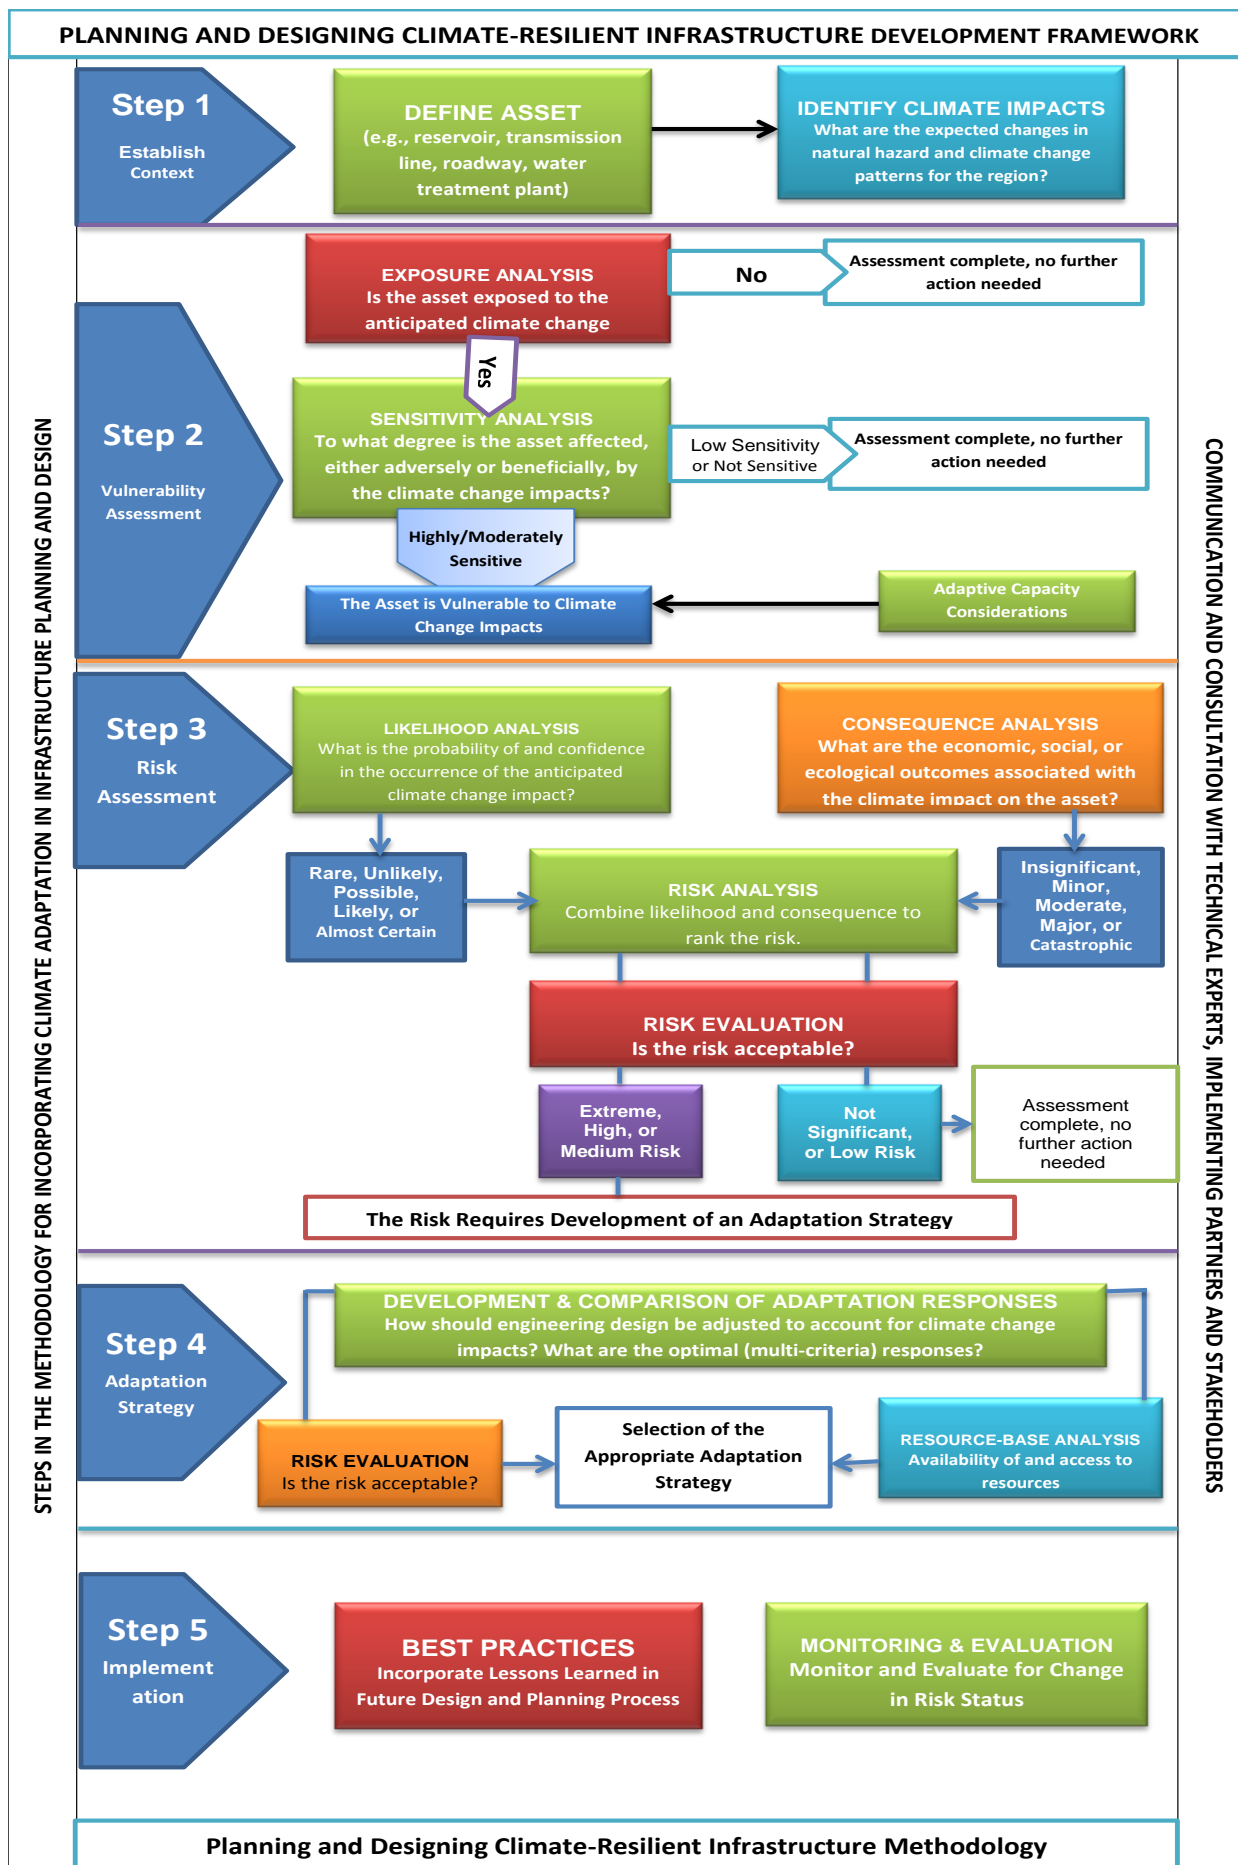 PLANNING AND DESIGNING CLIMATE-RESILIENT INFRASTRUCTURE DEVELOPMENT FRAMEWORK
STEPS IN THE METHODOLOGY FOR INCORPORATING CLIMATE ADAPTATION IN INFRASTRUCTURE PLANNING AND DESIGN
COMMUNICATION AND CONSULTATION WITH TECHNICAL EXPERTS, IMPLEMENTING PARTNERS AND STAKEHOLDERS
Step 1
Establish
Context
DEFINE ASSET
(e.g., reservoir, transmission
line, roadway, water
treatment plant)
IDENTIFY CLIMATE IMPACTS
What are the expected changes in
natural hazard and climate change
patterns for the region?
Step 2
Vulnerability
Assessment
EXPOSURE ANALYSIS
Is the asset exposed to the
anticipated climate change
No
Assessment complete, no further
action needed
Yes
SENSITIVITY ANALYSIS
To what degree is the asset affected,
either adversely or beneficially, by
the climate change impacts?
Low Sensitivity
or Not Sensitive
Assessment complete, no further
action needed
Highly/Moderately
Sensitive
The Asset is Vulnerable to Climate
Change Impacts
Adaptive Capacity
Considerations
Step 3
Risk
Assessment
LIKELIHOOD ANALYSIS
What is the probability of and confidence
in the occurrence of the anticipated
climate change impact?
CONSEQUENCE ANALYSIS
What are the economic, social, or
ecological outcomes associated with
the climate impact on the asset?
Rare, Unlikely,
Possible,
Likely, or
Almost Certain
RISK ANALYSIS
Combine likelihood and consequence to
rank the risk.
Insignificant,
Minor,
Moderate,
Major, or
Catastrophic
RISK EVALUATION
Is the risk acceptable?
Extreme,
High, or
Medium Risk
Not
Significant,
or Low Risk
Assessment
complete, no
further action
needed
The Risk Requires Development of an Adaptation Strategy
Step 4
Adaptation
Strategy
DEVELOPMENT & COMPARISON OF ADAPTATION RESPONSES
How should engineering design be adjusted to account for climate change
impacts? What are the optimal (multi-criteria) responses?
RISK EVALUATION
Is the risk acceptable?
Selection of the
Appropriate Adaptation
Strategy
RESOURCE-BASE ANALYSIS
Availability of and access to
resources
Step 5
Implement
ation
BEST PRACTICES
Incorporate Lessons Learned in
Future Design and Planning Process
MONITORING & EVALUATION
Monitor and Evaluate for Change
in Risk Status
Planning and Designing Climate-Resilient Infrastructure Methodology